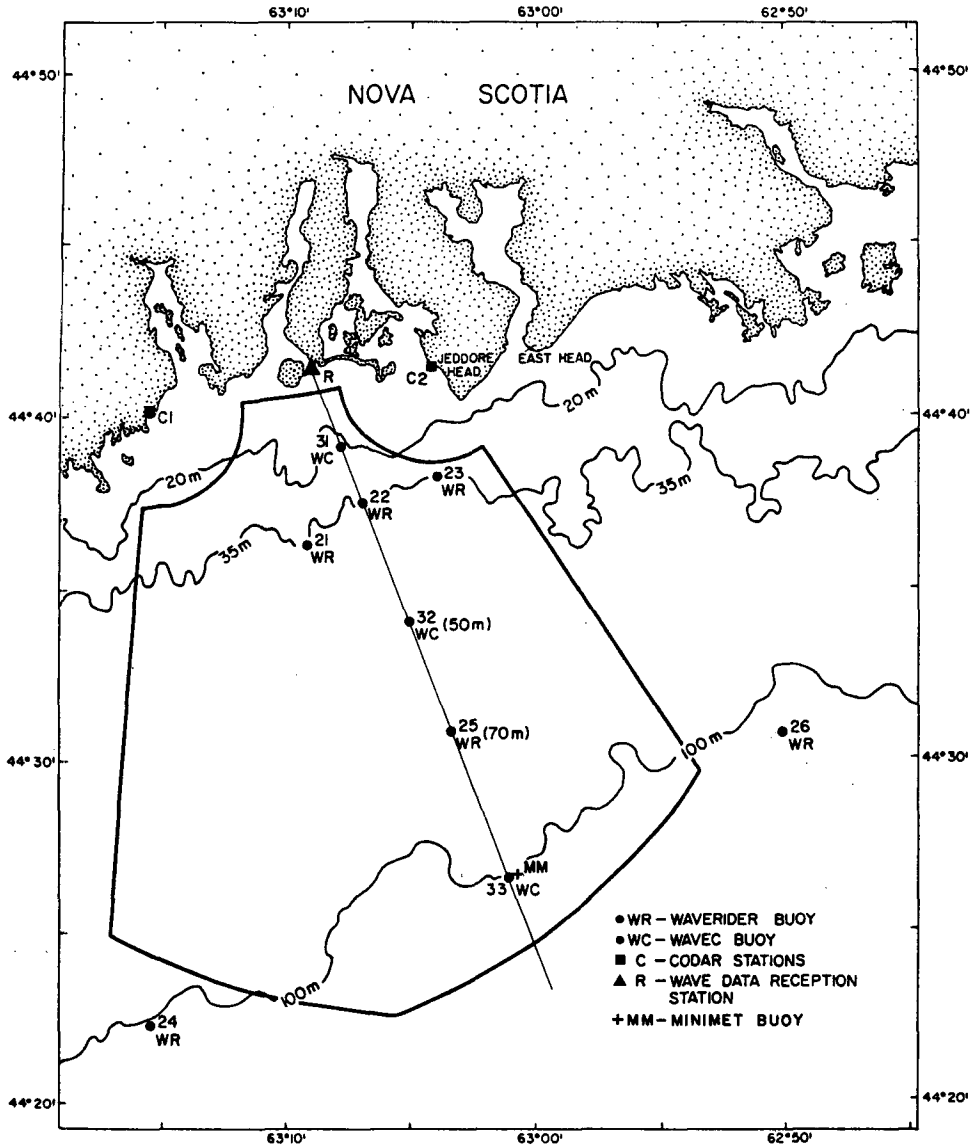 63°10' 63°00' 62°50'
44°50' 44°50'
NOVA SCOTIA
JEDDORE HEAD EAST HEAD
C2
R
44°40' C1 20m 44°40'
31 WC
20m
23 WR
35m
22 WR
21 WR
35m
32 WC (50m)
25 WR (70m)
26 WR
100m
44°30' 44°30'
MM
33 WC
● WR – WAVERIDER BUOY
● WC – WAVEC BUOY
■ C – CODAR STATIONS
▲ R – WAVE DATA RECEPTION
STATION
+ MM – MINIMET BUOY
100m
24 WR
44°20' 44°20'
63°10' 63°00' 62°50'